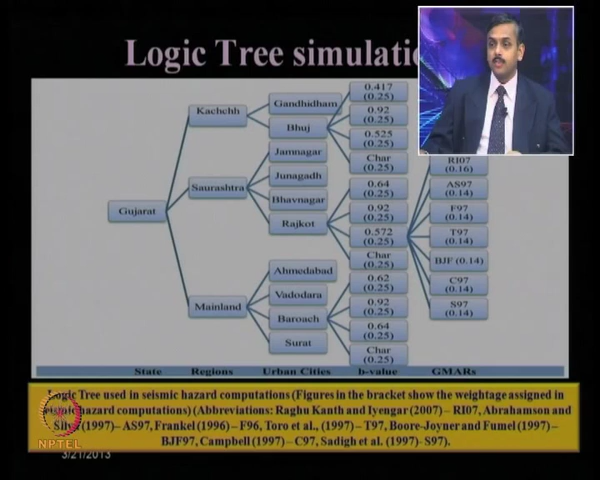 Logic Tree simulatio
Gujarat
Kachchh
Saurashtra
Mainland
Gandhidham
Bhuj
Jamnagar
Junagadh
Bhavnagar
Rajkot
Ahmedabad
Vadodara
Baroach
Surat
0.417
(0.25)
0.92
(0.25)
0.525
(0.25)
Char
(0.25)
0.64
(0.25)
0.92
(0.25)
0.572
(0.25)
Char
(0.25)
0.62
(0.25)
0.92
(0.25)
0.64
(0.25)
Char
(0.25)
RI07
(0.16)
AS97
(0.14)
F97
(0.14)
T97
(0.14)
BJF (0.14)
C97
(0.14)
S97
(0.14)
State Regions Urban Cities b-value GMARs
Logic Tree used in seismic hazard computations (Figures in the bracket show the weightage assigned in
seismic hazard computations) (Abbreviations: Raghu Kanth and Iyengar (2007) – RI07, Abrahamson and
Silva (1997)– AS97, Frankel (1996) – F96, Toro et al., (1997) – T97, Boore-Joyner and Fumel (1997) –
BJF97, Campbell (1997) – C97, Sadigh et al. (1997)- S97).
NPTEL
3/21/2013